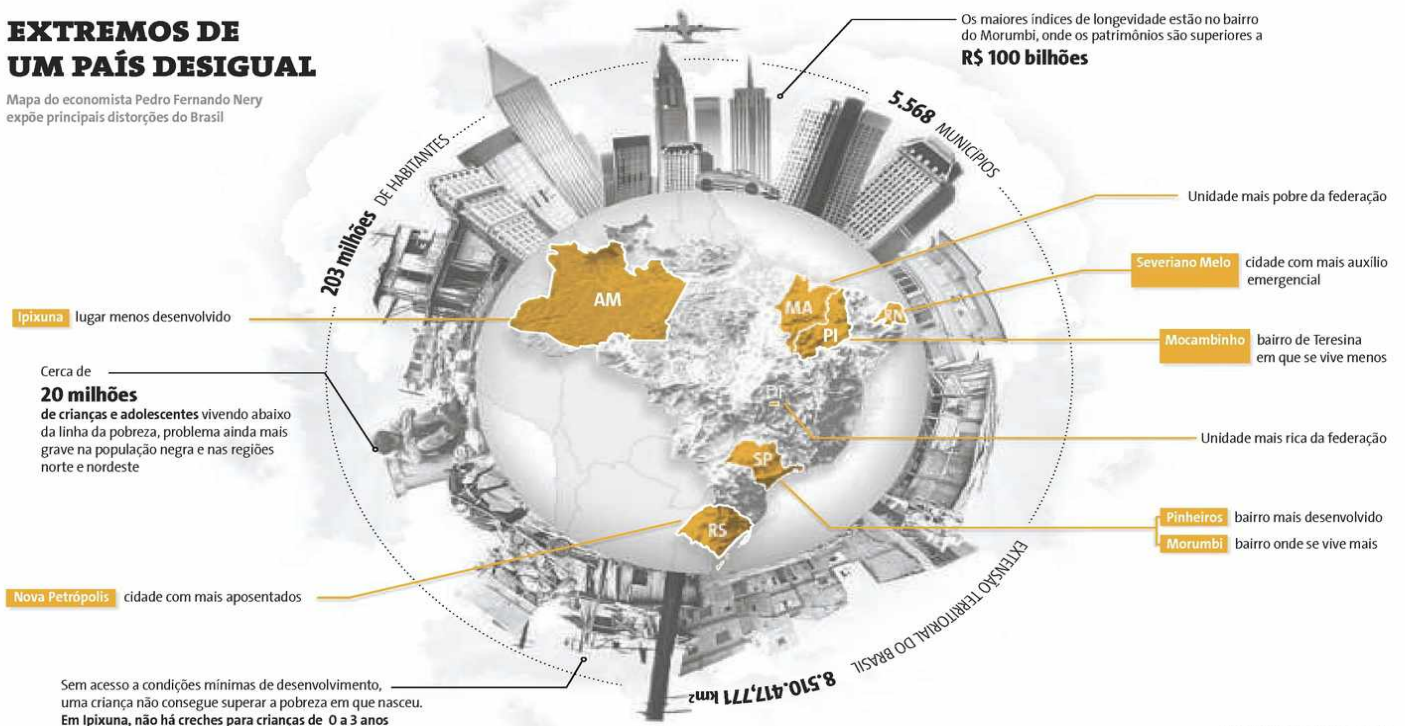 EXTREMOS DE
UM PAÍS DESIGUAL
Mapa do economista Pedro Fernando Nery
expõe principais distorções do Brasil
Os maiores índices de longevidade estão no bairro
do Morumbi, onde os patrimônios são superiores a
R$ 100 bilhões
203 milhões DE HABITANTES
5.568 MUNICÍPIOS
Unidade mais pobre da federação
Severiano Melo cidade com mais auxílio
emergencial
AM
MA
PI
RN
Ipixuna lugar menos desenvolvido
Mocambinho bairro de Teresina
em que se vive menos
Cerca de
20 milhões
de crianças e adolescentes vivendo abaixo
da linha da pobreza, problema ainda mais
grave na população negra e nas regiões
norte e nordeste
DF
Unidade mais rica da federação
SP
RS
Pinheiros bairro mais desenvolvido
Morumbi bairro onde se vive mais
Nova Petrópolis cidade com mais aposentados
EXTENSÃO TERRITORIAL DO BRASIL
8.510.417,771 km²
Sem acesso a condições mínimas de desenvolvimento,
uma criança não consegue superar a pobreza em que nasceu.
Em Ipixuna, não há creches para crianças de 0 a 3 anos